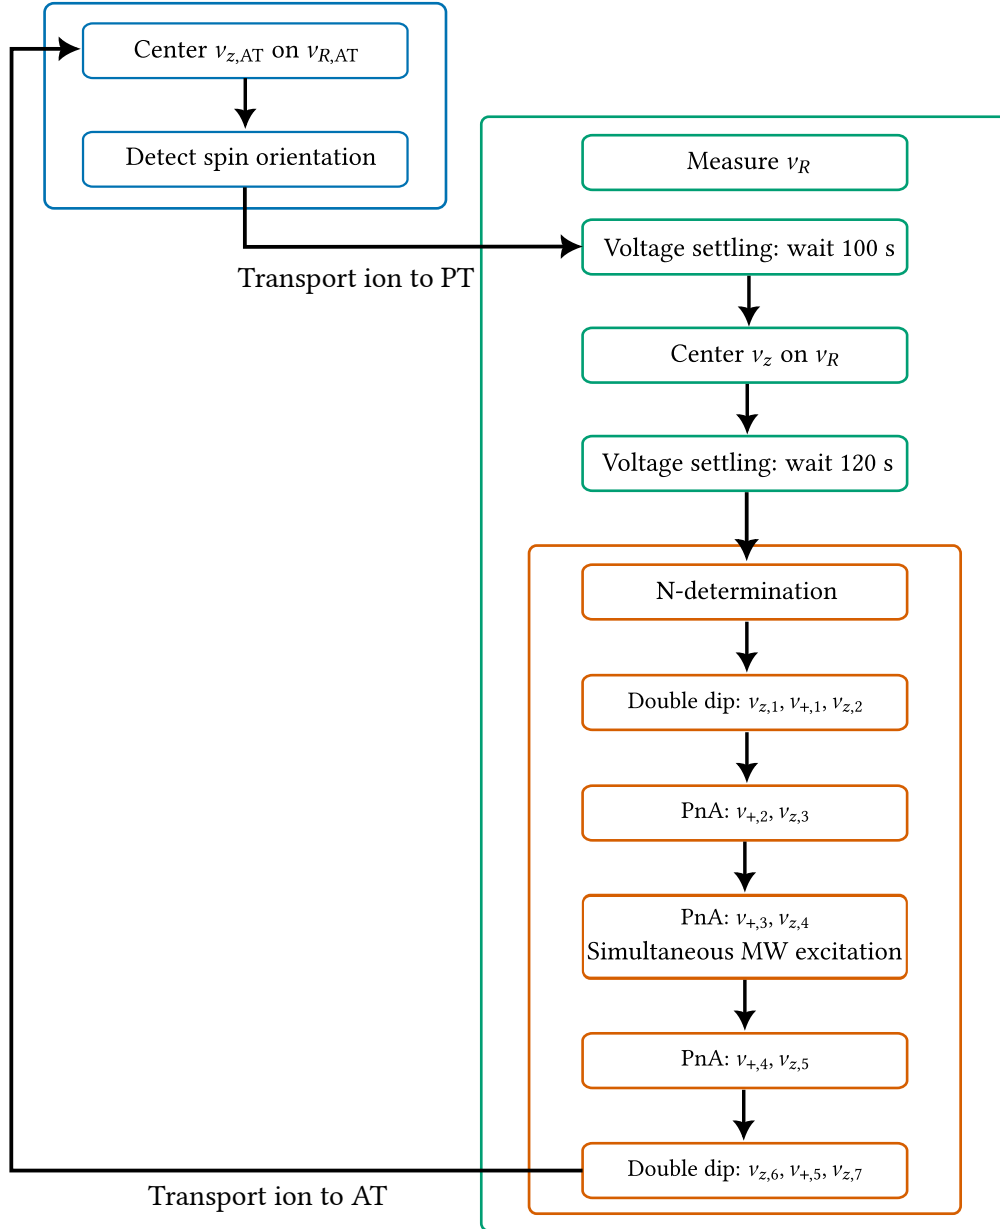 Center ν_{z,AT} on ν_{R,AT}
Detect spin orientation
Transport ion to PT
Measure ν_R
Voltage settling: wait 100 s
Center ν_z on ν_R
Voltage settling: wait 120 s
N-determination
Double dip: ν_{z,1}, ν_{+,1}, ν_{z,2}
PnA: ν_{+,2}, ν_{z,3}
PnA: ν_{+,3}, ν_{z,4}
Simultaneous MW excitation
PnA: ν_{+,4}, ν_{z,5}
Double dip: ν_{z,6}, ν_{+,5}, ν_{z,7}
Transport ion to AT